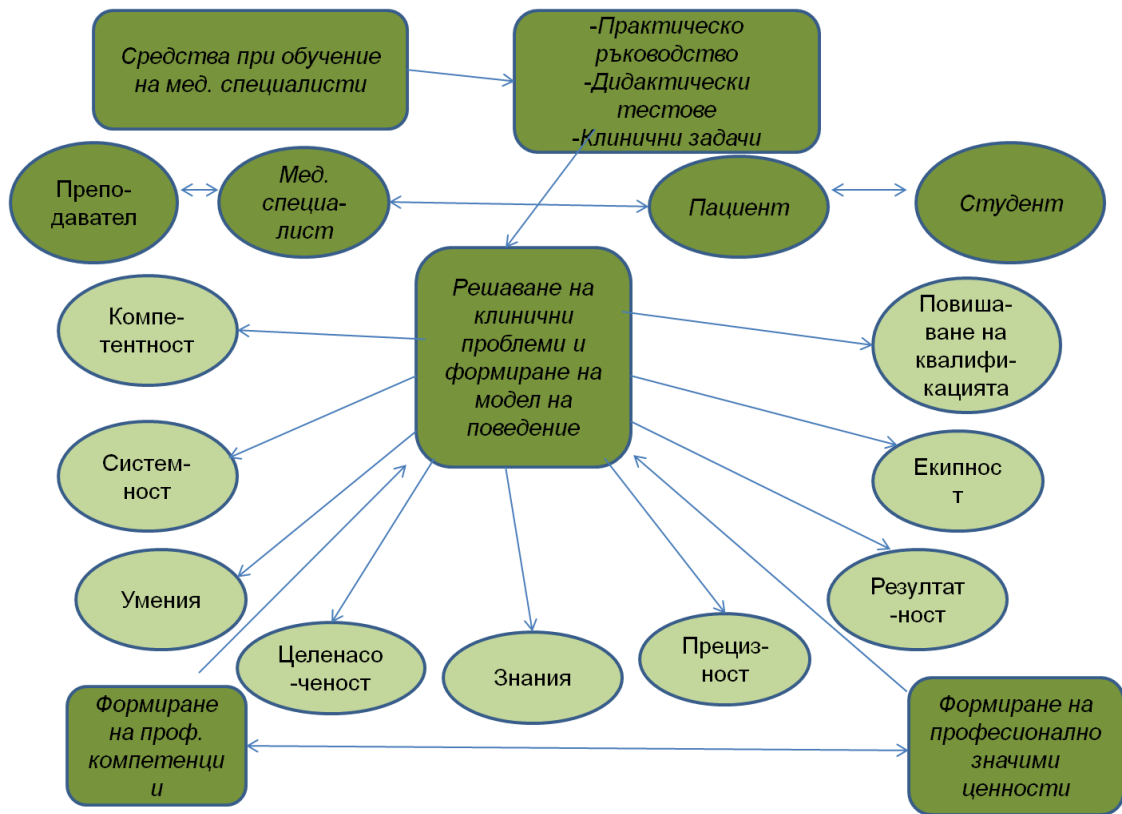 Средства при обучение
на мед. специалисти
-Практическо
ръководство
-Дидактически
тестове
-Клинични задачи
Препо-
давател
Мед.
специа-
лист
Пациент
Студент
Решаване на
клинични
проблеми и
формиране на
модел на
поведение
Компе-
тентност
Повиша-
ване на
квалифи-
кацията
Систем-
ност
Екипнос
т
Умения
Резултат
-ност
Целенасо
-ченост
Знания
Прециз-
ност
Формиране
на проф.
компетенци
и
Формиране на
професионално
значими
ценности